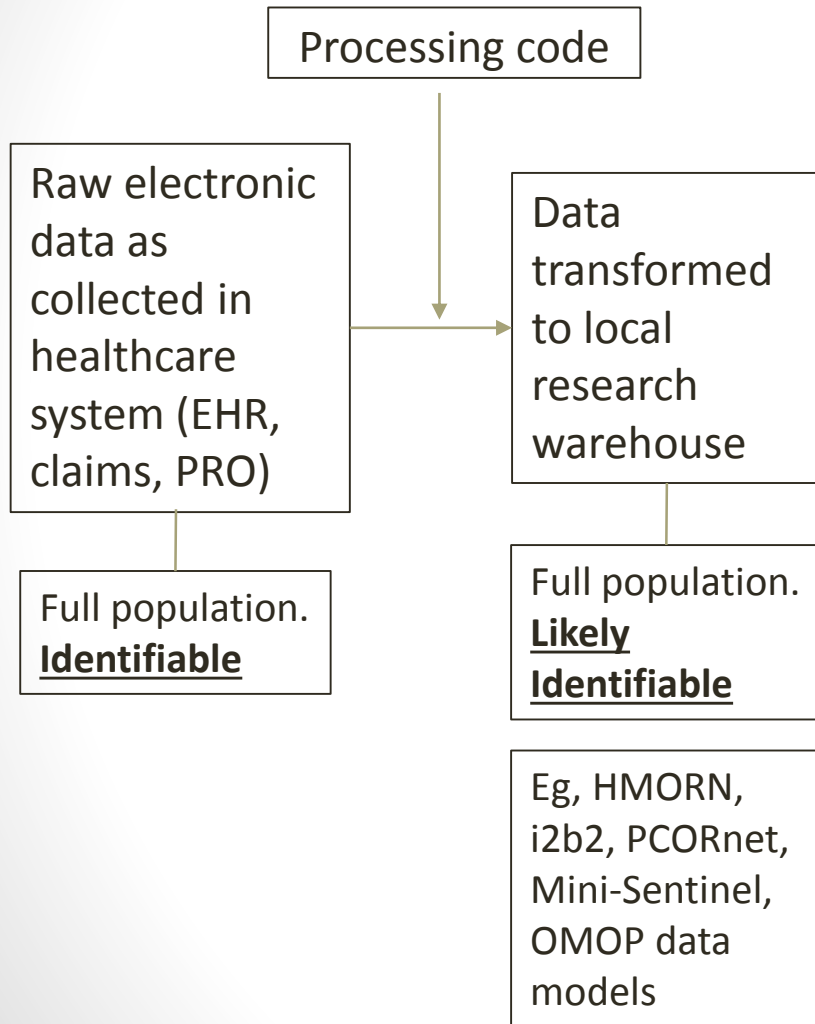 Processing code
Raw electronic
data as
collected in
healthcare
system (EHR,
claims, PRO)
Data
transformed
to local
research
warehouse
Full population.
Identifiable
Full population.
Likely
Identifiable
Eg, HMORN,
i2b2, PCORnet,
Mini-Sentinel,
OMOP data
models